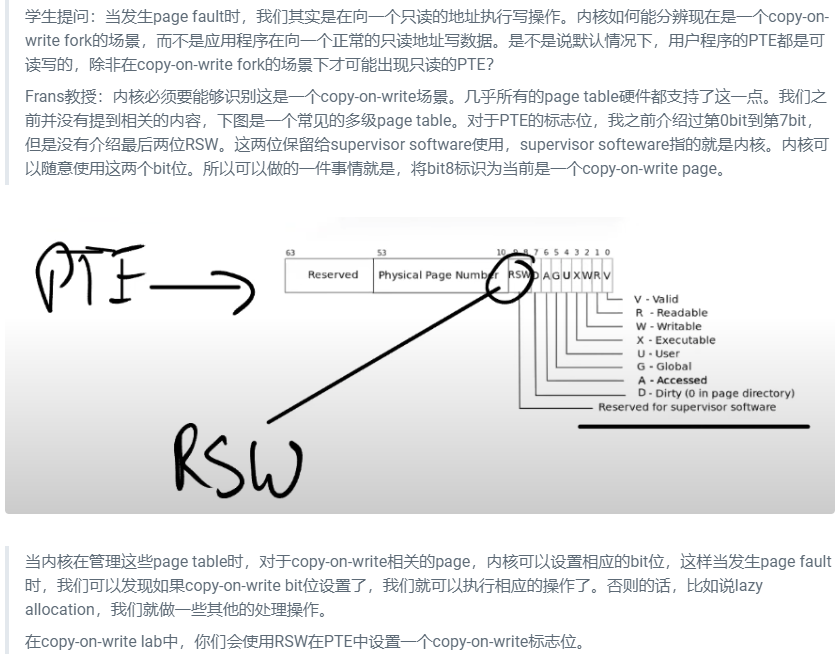 学生提问：当发生page fault时，我们其实是在向一个只读的地址执行写操作。内核如何能分辨现在是一个copy-on-
write fork的场景，而不是应用程序在向一个正常的只读地址写数据。是不是说默认情况下，用户程序的PTE都是可
读写的，除非在copy-on-write fork的场景下才可能出现只读的PTE？
Frans教授：内核必须要能够识别这是一个copy-on-write场景。几乎所有的page table硬件都支持了这一点。我们之
前并没有提到相关的内容，下图是一个常见的多级page table。对于PTE的标志位，我之前介绍过第0bit到第7bit，
但是没有介绍最后两位RSW。这两位保留给supervisor software使用，supervisor softeware指的就是内核。内核可
以随意使用这两个bit位。所以可以做的一件事情就是，将bit8标识为当前是一个copy-on-write page。
63 53 10 9 8 7 6 5 4 3 2 1 0
PTE Reserved Physical Page Number RSW D A G U X W R V
V - Valid
R - Readable
W - Writable
X - Executable
U - User
G - Global
A - Accessed
D - Dirty (0 in page directory)
Reserved for supervisor software
RSW
当内核在管理这些page table时，对于copy-on-write相关的page，内核可以设置相应的bit位，这样当发生page fault
时，我们可以发现如果copy-on-write bit位设置了，我们就可以执行相应的操作了。否则的话，比如说lazy
allocation，我们就做一些其他的处理操作。
在copy-on-write lab中，你们会使用RSW在PTE中设置一个copy-on-write标志位。